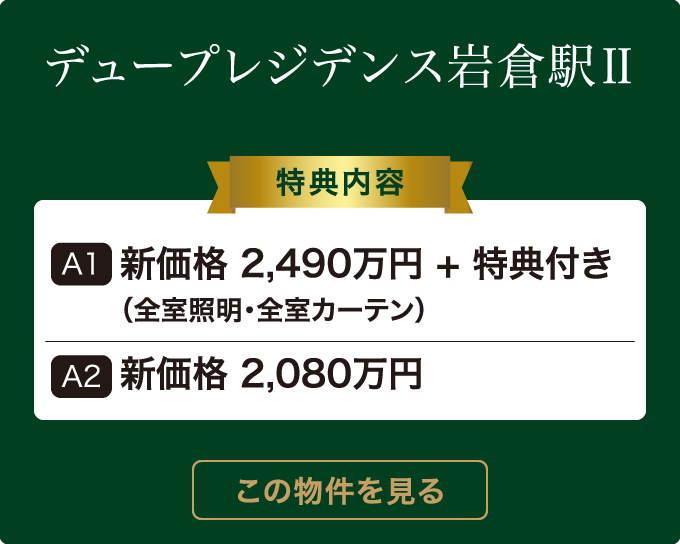 デュープレジデンス岩倉駅Ⅱ
特典内容
A1 新価格 2,490万円 + 特典付き
（全室照明・全室カーテン）
A2 新価格 2,080万円
この物件を見る